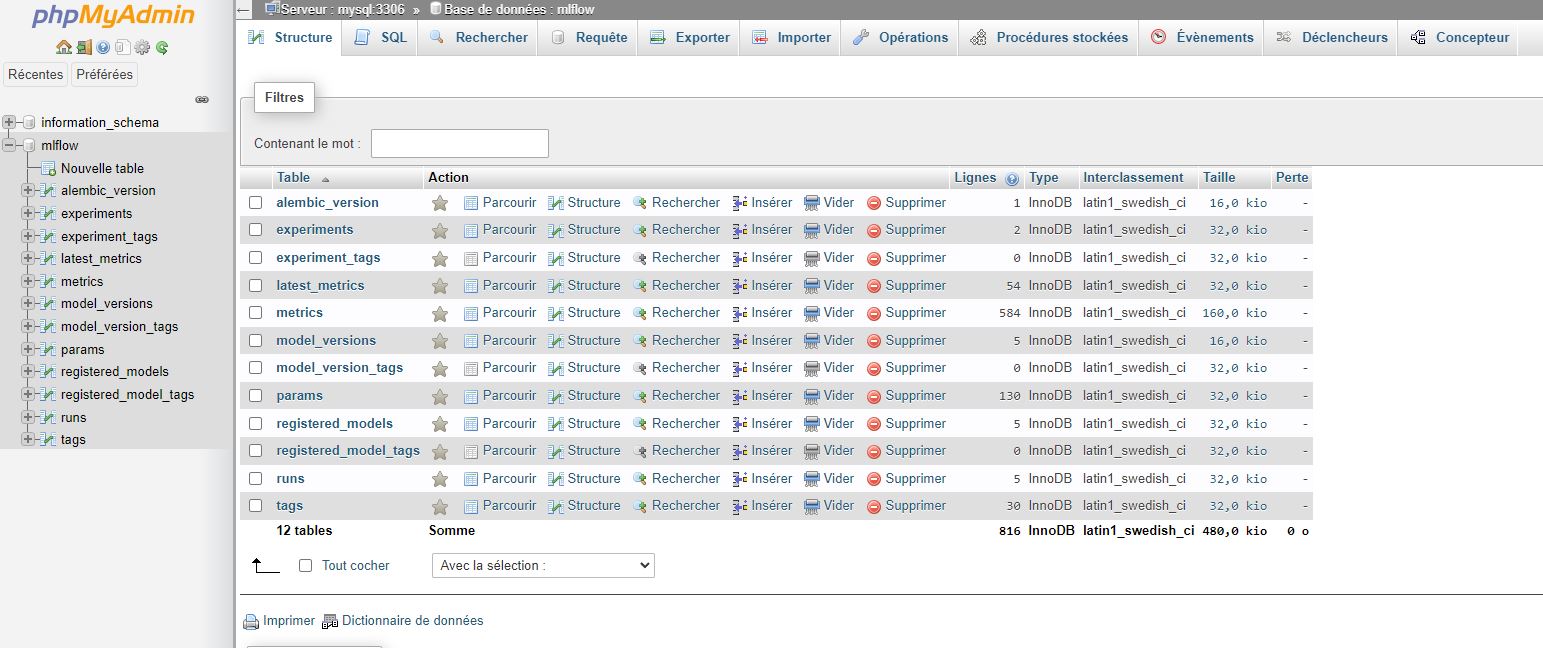 phpMyAdmin
Récentes Préférées
information_schema
mlflow
Nouvelle table
alembic_version
experiments
experiment_tags
latest_metrics
metrics
model_versions
model_version_tags
params
registered_models
registered_model_tags
runs
tags
Serveur : mysql:3306 » Base de données : mlflow
Structure SQL Rechercher Requête Exporter Importer Opérations Procédures stockées Évènements Déclencheurs Concepteur
Filtres
Contenant le mot :
Table Action Lignes Type Interclassement Taille Perte
alembic_version Parcourir Structure Rechercher Insérer Vider Supprimer 1 InnoDB latin1_swedish_ci 16,0 kio -
experiments Parcourir Structure Rechercher Insérer Vider Supprimer 2 InnoDB latin1_swedish_ci 32,0 kio -
experiment_tags Parcourir Structure Rechercher Insérer Vider Supprimer 0 InnoDB latin1_swedish_ci 32,0 kio -
latest_metrics Parcourir Structure Rechercher Insérer Vider Supprimer 54 InnoDB latin1_swedish_ci 32,0 kio -
metrics Parcourir Structure Rechercher Insérer Vider Supprimer 584 InnoDB latin1_swedish_ci 160,0 kio -
model_versions Parcourir Structure Rechercher Insérer Vider Supprimer 5 InnoDB latin1_swedish_ci 16,0 kio -
model_version_tags Parcourir Structure Rechercher Insérer Vider Supprimer 0 InnoDB latin1_swedish_ci 32,0 kio -
params Parcourir Structure Rechercher Insérer Vider Supprimer 130 InnoDB latin1_swedish_ci 32,0 kio -
registered_models Parcourir Structure Rechercher Insérer Vider Supprimer 5 InnoDB latin1_swedish_ci 32,0 kio -
registered_model_tags Parcourir Structure Rechercher Insérer Vider Supprimer 0 InnoDB latin1_swedish_ci 32,0 kio -
runs Parcourir Structure Rechercher Insérer Vider Supprimer 5 InnoDB latin1_swedish_ci 32,0 kio -
tags Parcourir Structure Rechercher Insérer Vider Supprimer 30 InnoDB latin1_swedish_ci 32,0 kio -
12 tables Somme 816 InnoDB latin1_swedish_ci 480,0 kio 0 o
Tout cocher Avec la sélection :
Imprimer Dictionnaire de données